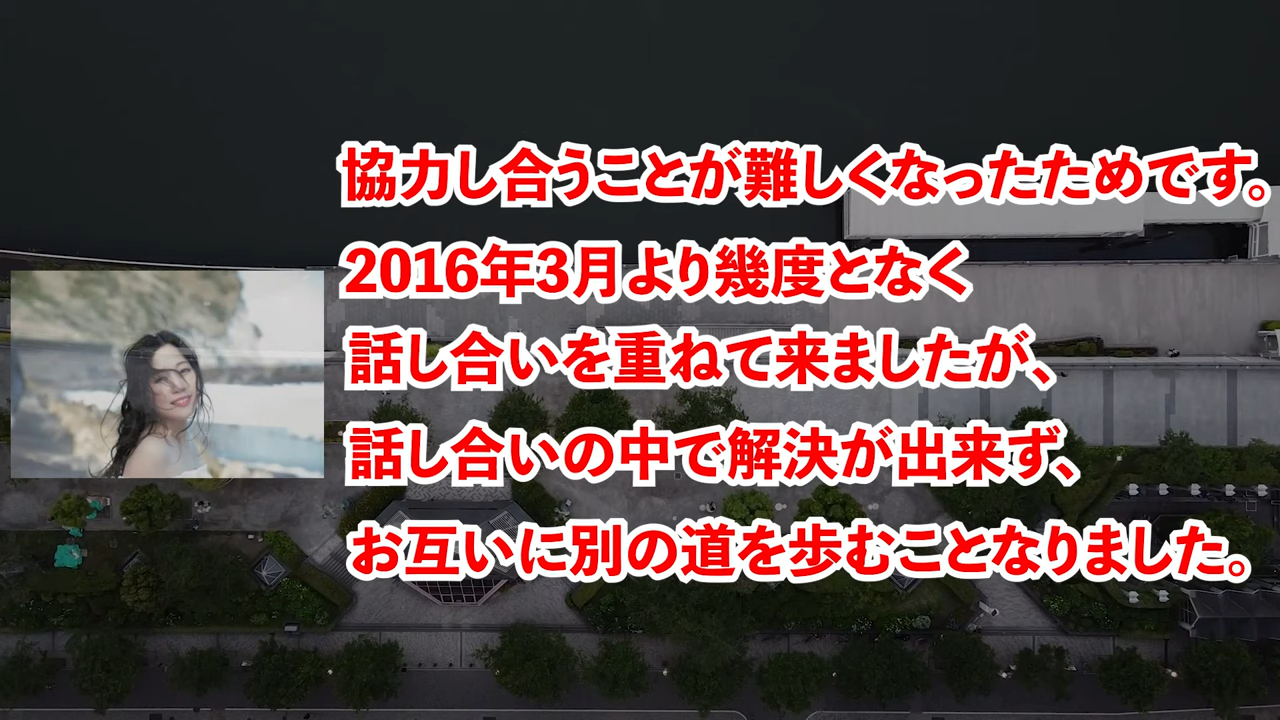 協力し合うことが難しくなったためです。
2016年3月より幾度となく
話し合いを重ねて来ましたが、
話し合いの中で解決が出来ず、
お互いに別の道を歩むことなりました。